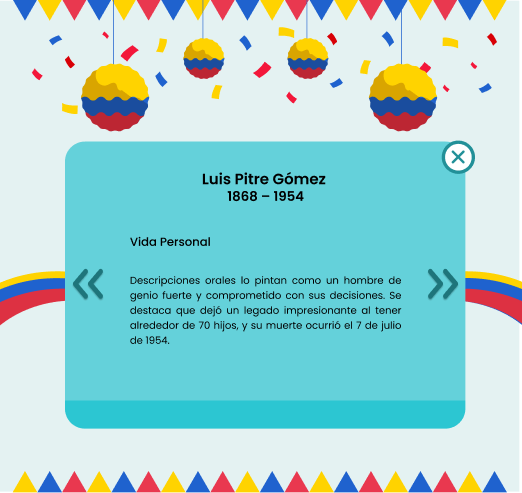 Luis Pitre Gómez
1868 – 1954
Vida Personal
Descripciones orales lo pintan como un hombre de
genio fuerte y comprometido con sus decisiones. Se
destaca que dejó un legado impresionante al tener
alrededor de 70 hijos, y su muerte ocurrió el 7 de julio
de 1954.